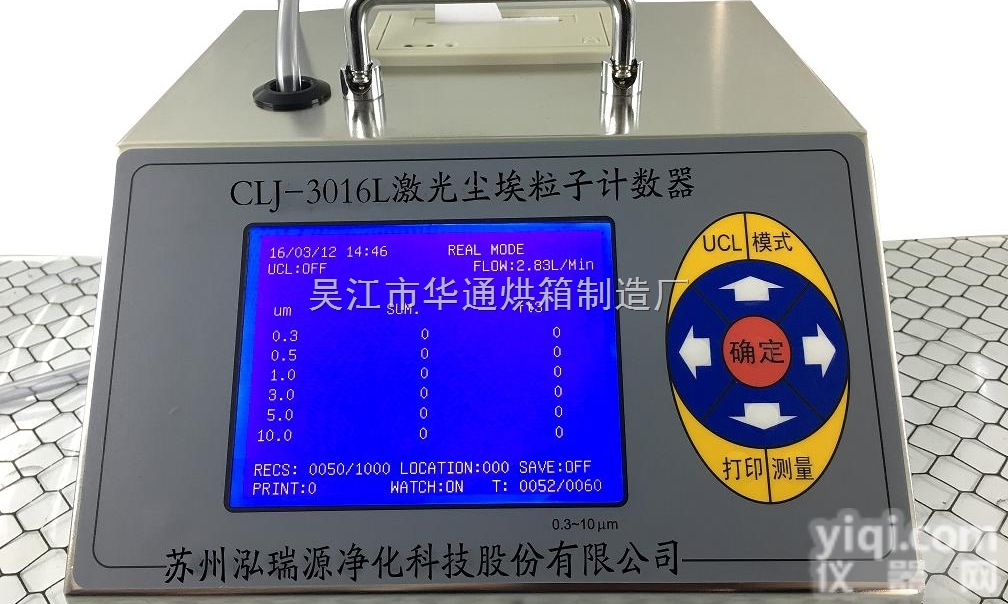 CLJ-3016L激光尘埃粒子计数器
16/03/12 14:46 REAL MODE
UCL:OFF FLOW:2.83L/Min
吴江市华通烘箱制造厂
um SUM. ft3
0.3 0 0
0.5 0 0
1.0 0 0
3.0 0 0
5.0 0 0
10.0 0 0
RECS: 0050/1000 LOCATION:000 SAVE:OFF
PRINT:0 WATCH:ON T: 0052/0060
UCL 模式
确定
打印 测量
0.3~10μm
苏州泓瑞源净化科技股份有限公司
yiqi.com
仪器网